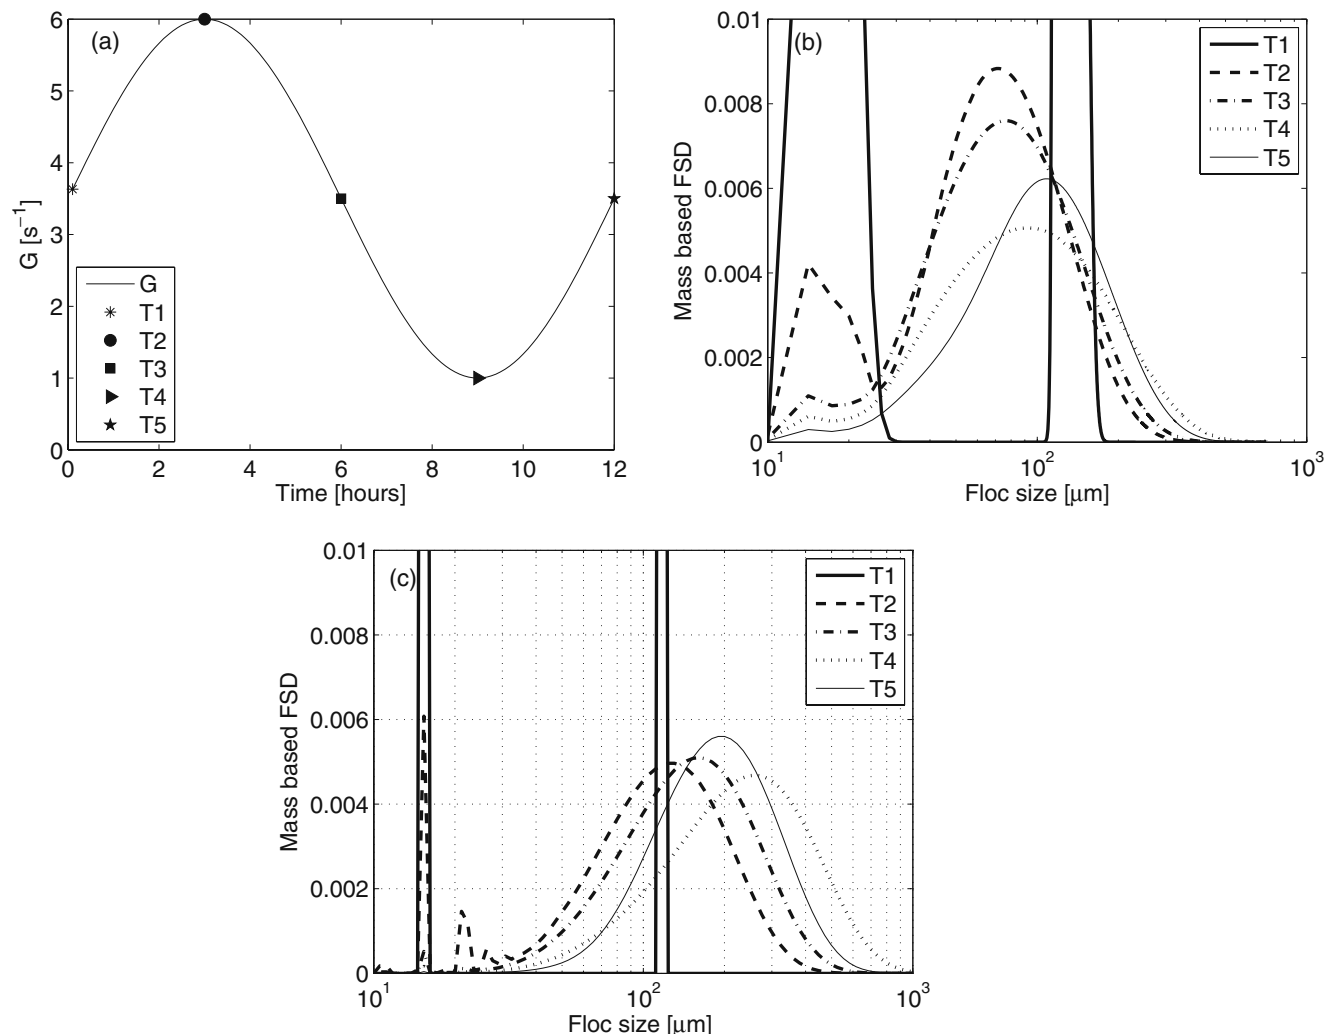 (a)
6
5
4
3
2
1
0
G [s⁻¹]
G
T1
T2
T3
T4
T5
0 2 4 6 8 10 12
Time [hours]
(b)
0.01
0.008
0.006
0.004
0.002
0
Mass based FSD
T1
T2
T3
T4
T5
10¹ 10² 10³
Floc size [μm]
(c)
0.01
0.008
0.006
0.004
0.002
0
Mass based FSD
T1
T2
T3
T4
T5
10¹ 10² 10³
Floc size [μm]